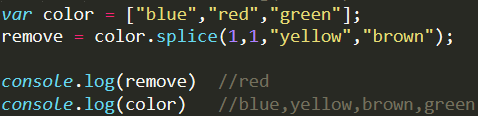 var color = ["blue","red","green"];
remove = color.splice(1,1,"yellow","brown");
console.log(remove)  //red
console.log(color)   //blue,yellow,brown,green